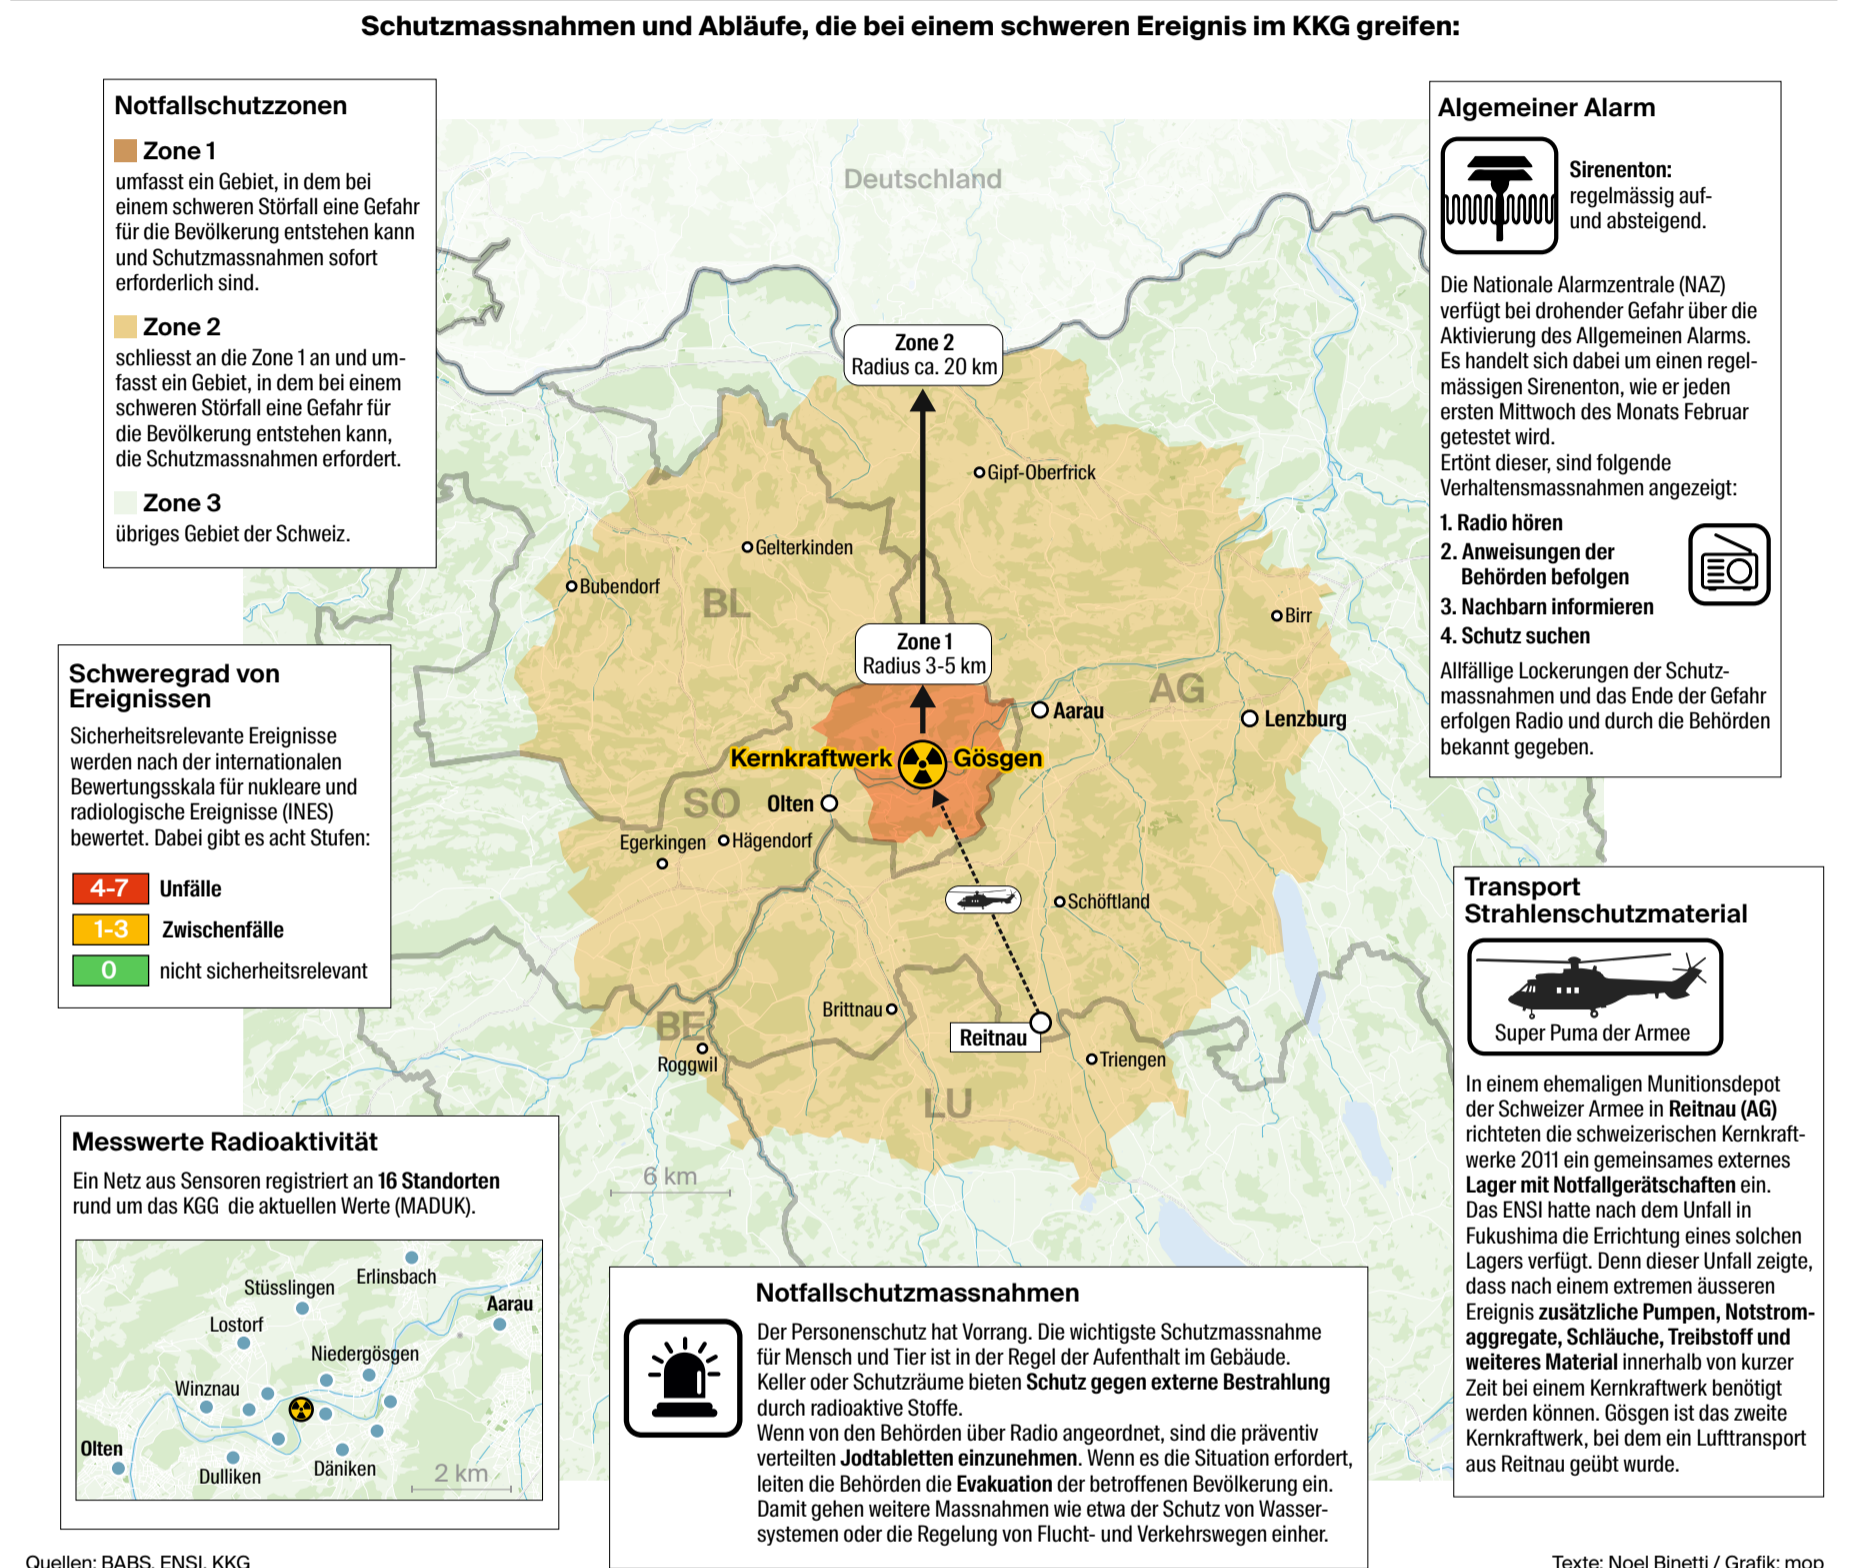 Schutzmassnahmen und Abläufe, die bei einem schweren Ereignis im KKG greifen:
Notfallschutzzonen
Zone 1
umfasst ein Gebiet, in dem bei
einem schweren Störfall eine Gefahr
für die Bevölkerung entstehen kann
und Schutzmassnahmen sofort
erforderlich sind.
Zone 2
schliesst an die Zone 1 an und um-
fasst ein Gebiet, in dem bei einem
schweren Störfall eine Gefahr für
die Bevölkerung entstehen kann,
die Schutzmassnahmen erfordert.
Zone 3
übriges Gebiet der Schweiz.
Schweregrad von
Ereignissen
Sicherheitsrelevante Ereignisse
werden nach der internationalen
Bewertungsskala für nukleare und
radiologische Ereignisse (INES)
bewertet. Dabei gibt es acht Stufen:
4-7 Unfälle
1-3 Zwischenfälle
0 nicht sicherheitsrelevant
Deutschland
Zone 2
Radius ca. 20 km
Gipf-Oberfrick
Gelterkinden
Bubendorf
BL
Birr
Zone 1
Radius 3-5 km
AG
Aarau
Lenzburg
Kernkraftwerk Gösgen
SO
Olten
Egerkingen
Hägendorf
Schöftland
Brittnau
BE
Reitnau
Roggwil
Triengen
LU
6 km
Algemeiner Alarm
Sirenenton:
regelmässig auf-
und absteigend.
Die Nationale Alarmzentrale (NAZ)
verfügt bei drohender Gefahr über die
Aktivierung des Allgemeinen Alarms.
Es handelt sich dabei um einen regel-
mässigen Sirenenton, wie er jeden
ersten Mittwoch des Monats Februar
getestet wird.
Ertönt dieser, sind folgende
Verhaltensmassnahmen angezeigt:
1. Radio hören
2. Anweisungen der
Behörden befolgen
3. Nachbarn informieren
4. Schutz suchen
Allfällige Lockerungen der Schutz-
massnahmen und das Ende der Gefahr
erfolgen Radio und durch die Behörden
bekannt gegeben.
Transport
Strahlenschutzmaterial
Super Puma der Armee
In einem ehemaligen Munitionsdepot
der Schweizer Armee in Reitnau (AG)
richteten die schweizerischen Kernkraft-
werke 2011 ein gemeinsames externes
Lager mit Notfallgerätschaften ein.
Das ENSI hatte nach dem Unfall in
Fukushima die Errichtung eines solchen
Lagers verfügt. Denn dieser Unfall zeigte,
dass nach einem extremen äusseren
Ereignis zusätzliche Pumpen, Notstrom-
aggregate, Schläuche, Treibstoff und
weiteres Material innerhalb von kurzer
Zeit bei einem Kernkraftwerk benötigt
werden können. Gösgen ist das zweite
Kernkraftwerk, bei dem ein Lufttransport
aus Reitnau geübt wurde.
Messwerte Radioaktivität
Ein Netz aus Sensoren registriert an 16 Standorten
rund um das KGG die aktuellen Werte (MADUK).
Erlinsbach
Stüsslingen
Aarau
Lostorf
Niedergösgen
Winznau
Olten
Dulliken
Däniken
2 km
Notfallschutzmassnahmen
Der Personenschutz hat Vorrang. Die wichtigste Schutzmassnahme
für Mensch und Tier ist in der Regel der Aufenthalt im Gebäude.
Keller oder Schutzräume bieten Schutz gegen externe Bestrahlung
durch radioaktive Stoffe.
Wenn von den Behörden über Radio angeordnet, sind die präventiv
verteilten Jodtabletten einzunehmen. Wenn es die Situation erfordert,
leiten die Behörden die Evakuation der betroffenen Bevölkerung ein.
Damit gehen weitere Massnahmen wie etwa der Schutz von Wasser-
systemen oder die Regelung von Flucht- und Verkehrswegen einher.
Quellen: BABS, ENSI, KKG
Texte: Noel Binetti / Grafik: mop